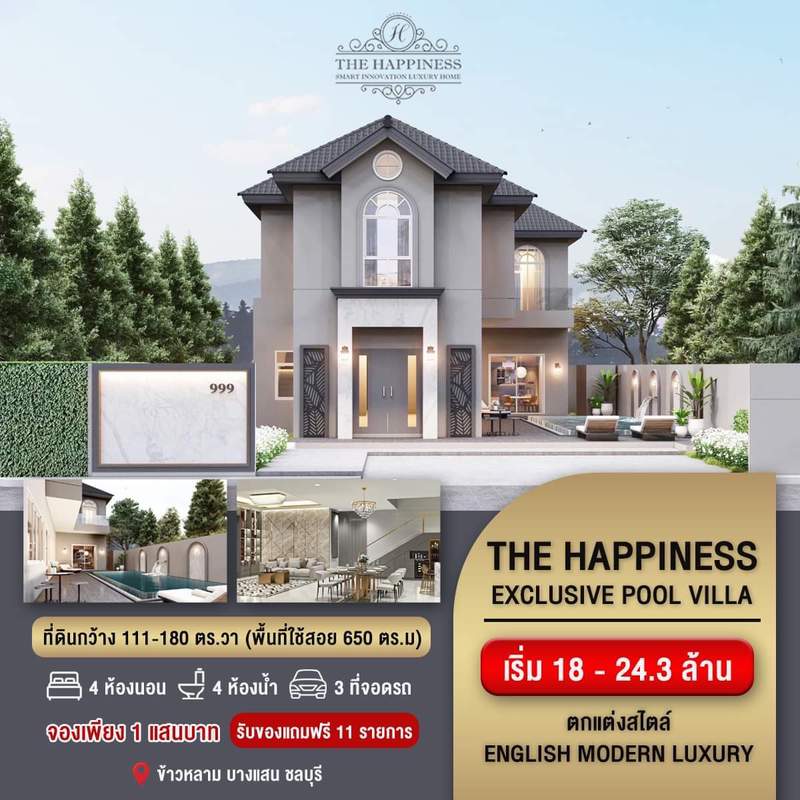 H
THE HAPPINESS
SMART INNOVATION LUXURY HOME
999
THE HAPPINESS
EXCLUSIVE POOL VILLA
เริ่ม 18 - 24.3 ล้าน
ตกแต่งสไตล์
ENGLISH MODERN LUXURY
ที่ดินกว้าง 111-180 ตร.วา (พื้นที่ใช้สอย 650 ตร.ม)
4 ห้องนอน 4 ห้องน้ำ 3 ที่จอดรถ
จองเพียง 1 แสนบาท รับของแถมฟรี 11 รายการ
ข้าวหลาม บางแสน ชลบุรี